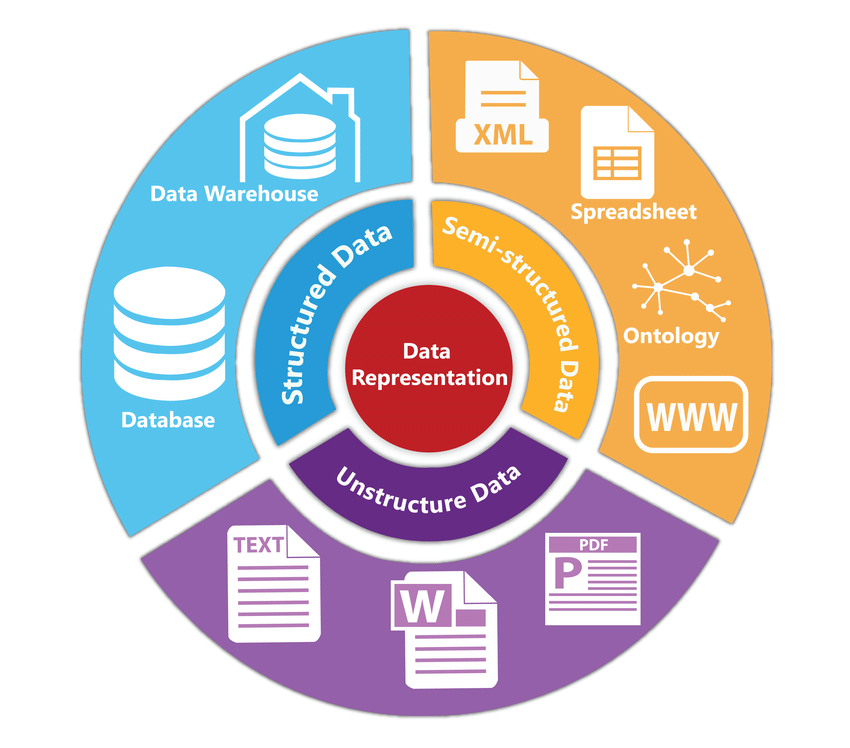 Data Warehouse
Database
Structured Data
XML
Spreadsheet
Ontology
WWW
Semi-structured Data
Data
Representation
Unstructure Data
TEXT
W
PDF
P